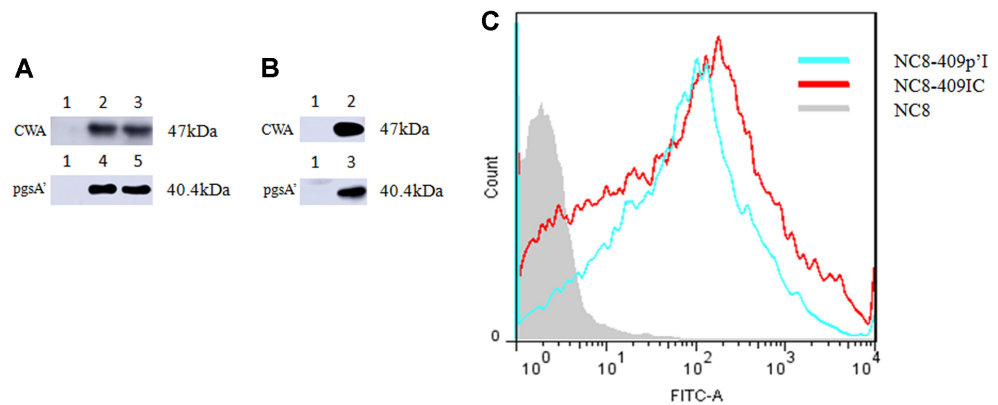 A
1 2 3
CWA 47kDa
1 4 5
pgsA' 40.4kDa
B
1 2
CWA 47kDa
1 3
pgsA' 40.4kDa
C
NC8-409p'I
NC8-409IC
NC8
Count
0
10^0 10^1 10^2 10^3 10^4
FITC-A